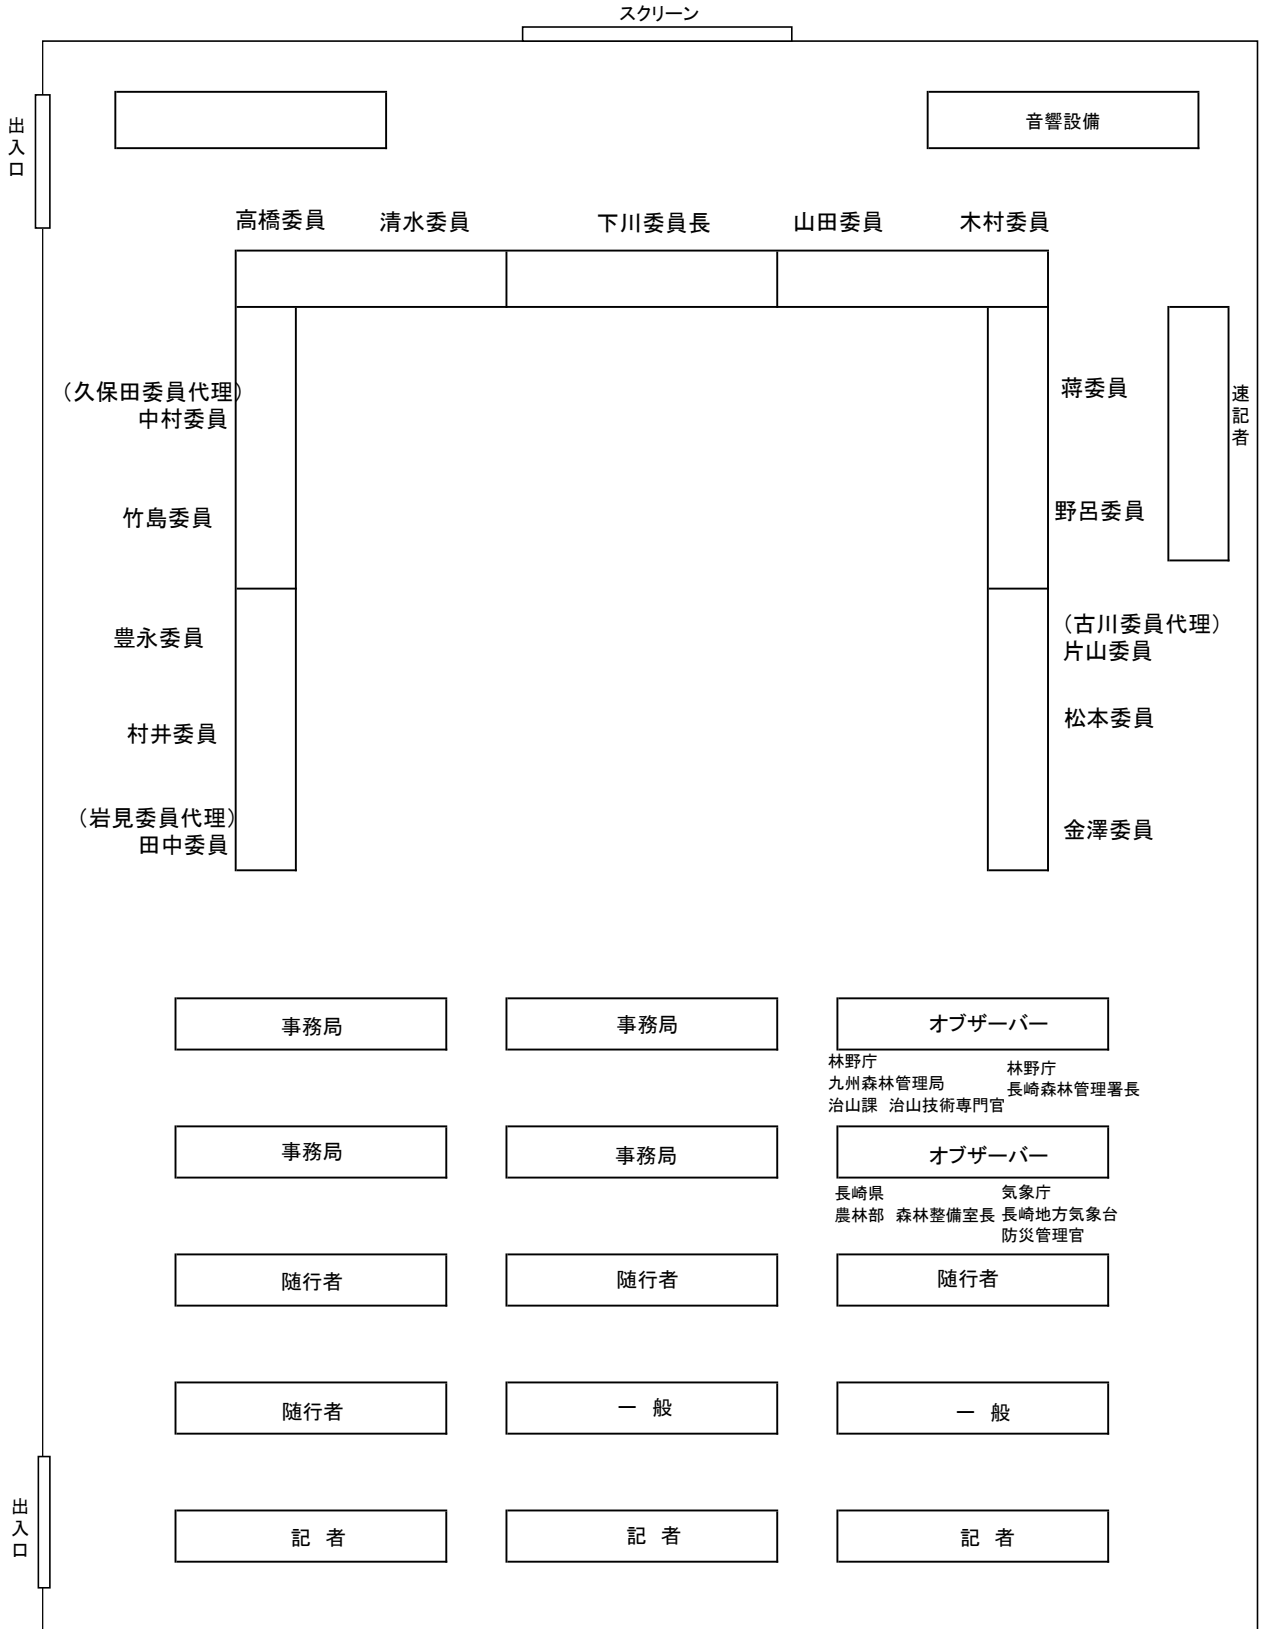 スクリーン
出入口
音響設備
高橋委員
清水委員
下川委員長
山田委員
木村委員
（久保田委員代理）
中村委員
蒋委員
速記者
竹島委員
野呂委員
豊永委員
（古川委員代理）
片山委員
村井委員
松本委員
（岩見委員代理）
田中委員
金澤委員
事務局
事務局
オブザーバー
林野庁
九州森林管理局
治山課 治山技術専門官
林野庁
長崎森林管理署長
事務局
事務局
オブザーバー
長崎県
農林部 森林整備室長
気象庁
長崎地方気象台
防災管理官
随行者
随行者
随行者
随行者
一 般
一 般
出入口
記 者
記 者
記 者